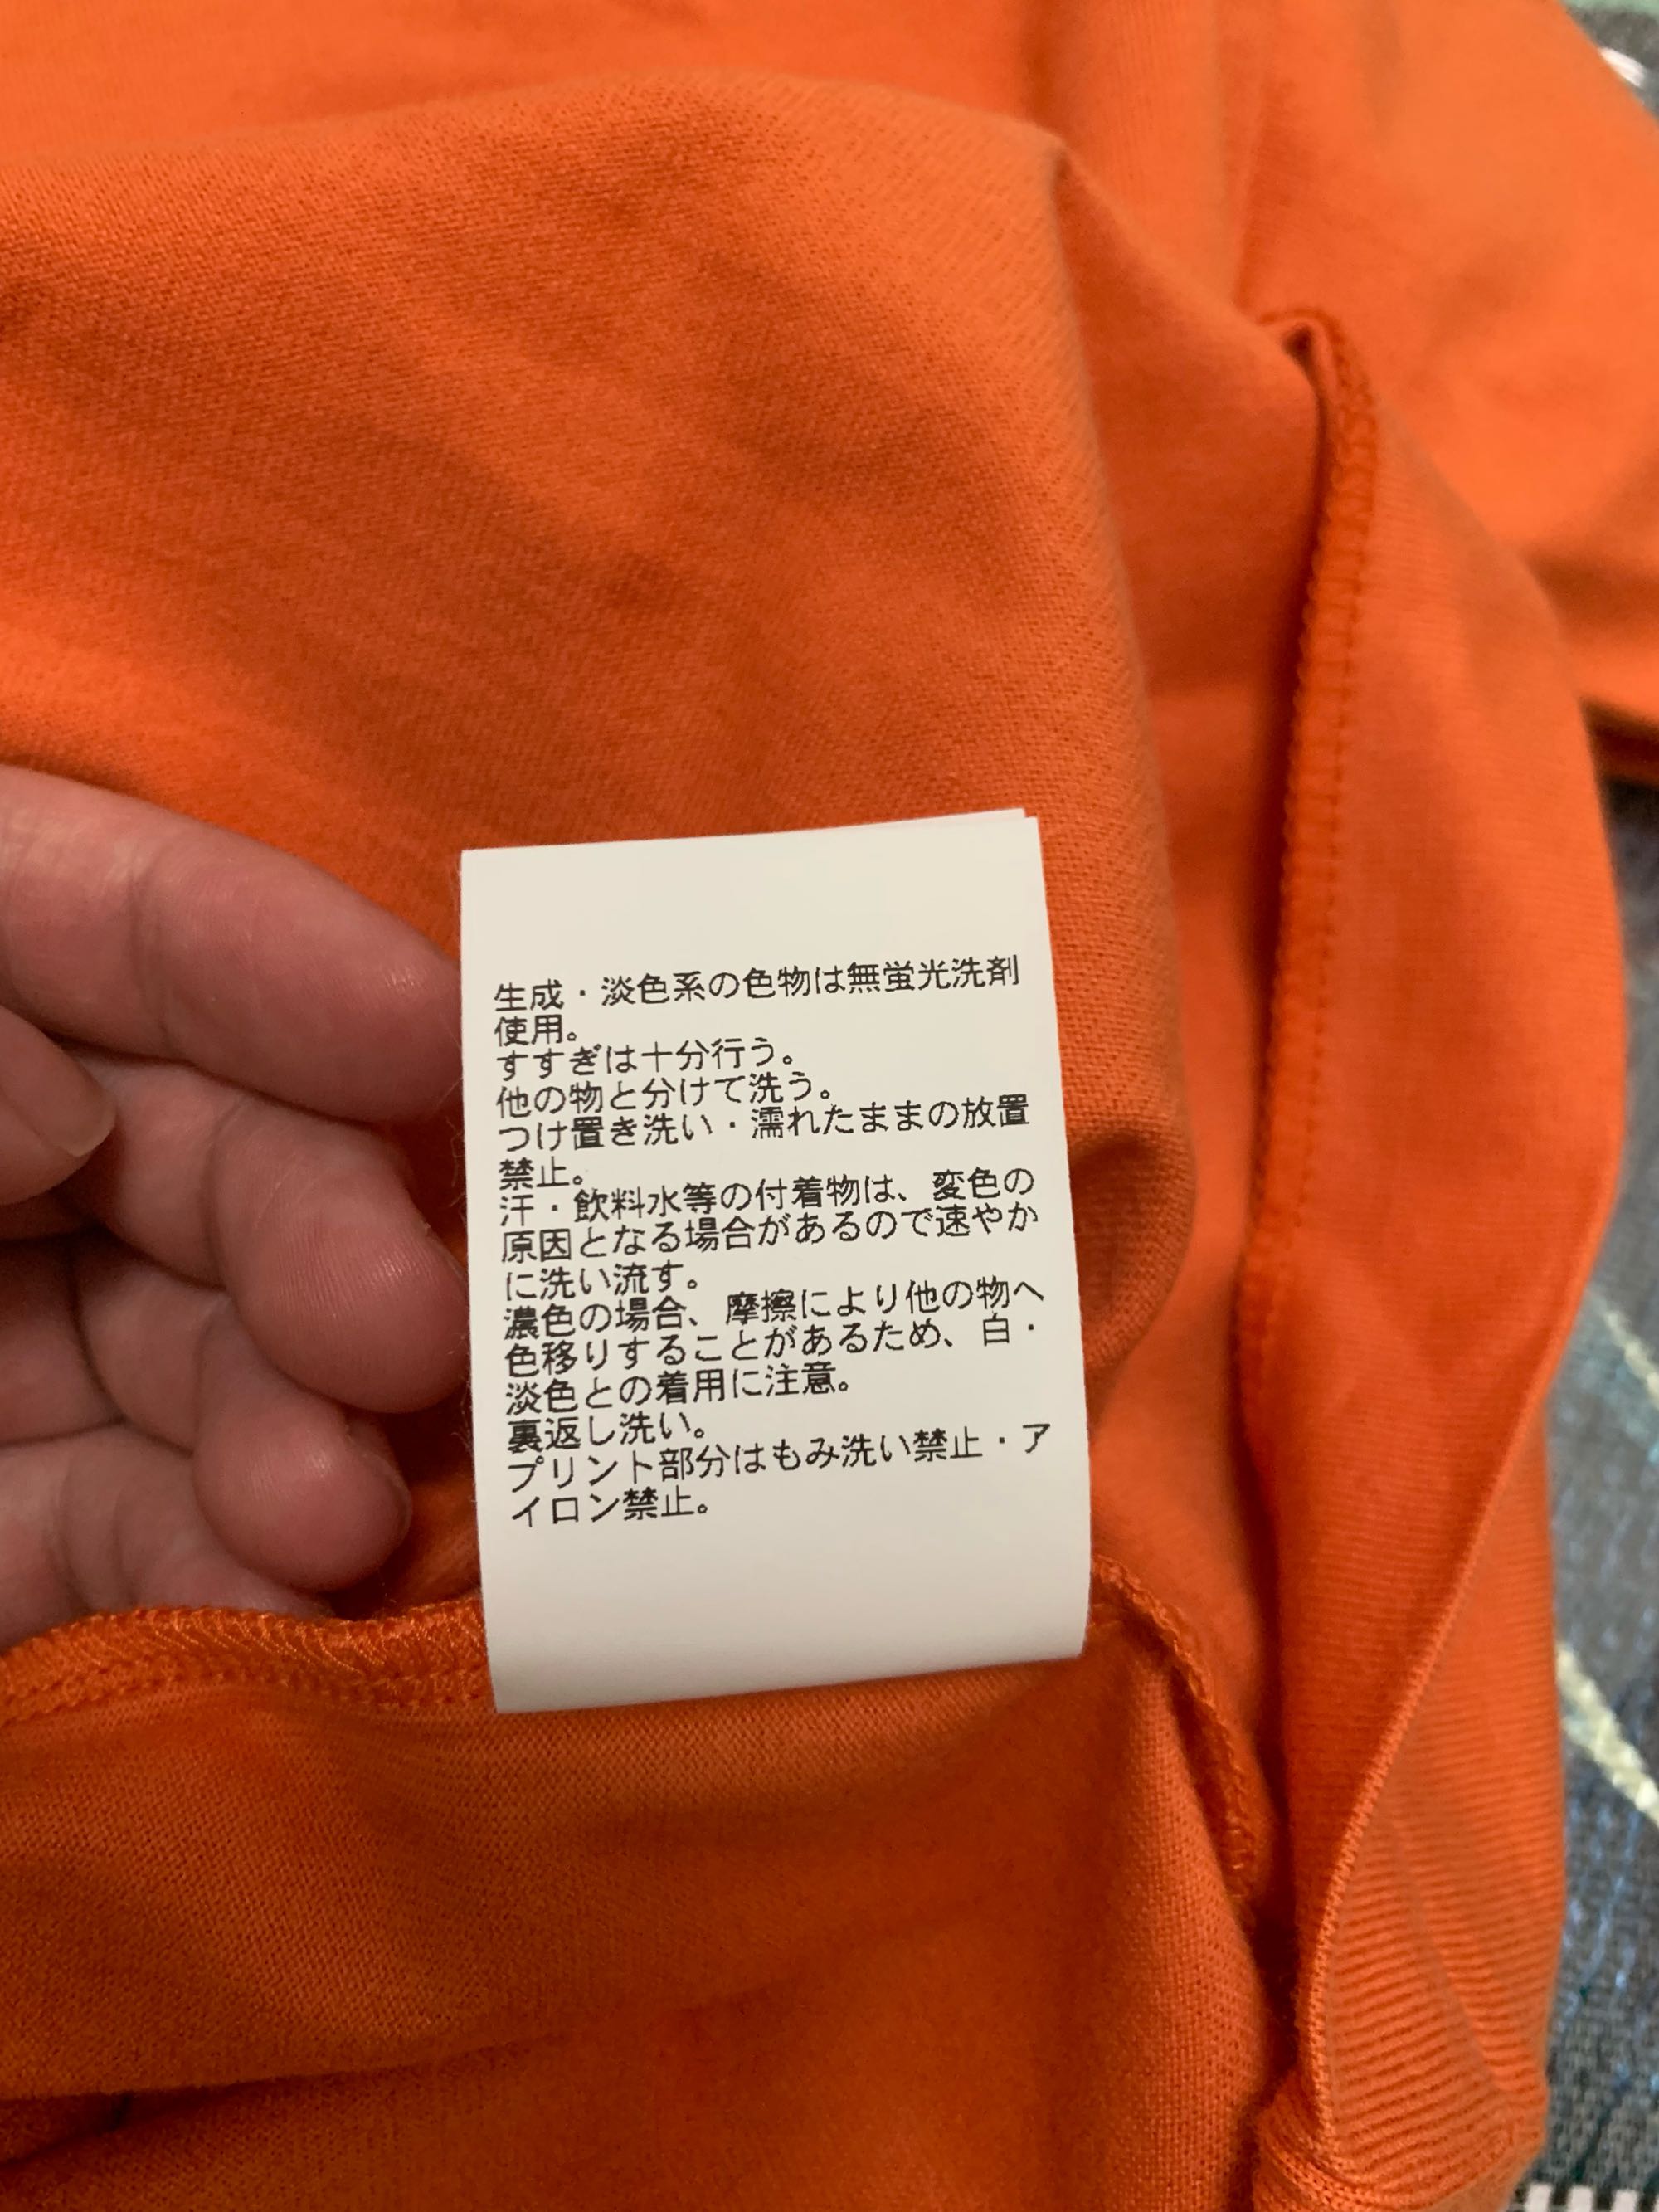 生成・淡色系の色物は無蛍光洗剤
使用。
すすぎは十分行う。
他の物と分けて洗う。
つけ置き洗い・濡れたままの放置
禁止。
汗・飲料水等の付着物は、変色の
原因となる場合があるので速やか
に洗い流す。
濃色の場合、摩擦により他の物へ
色移りすることがあるため、白・
淡色との着用に注意。
裏返し洗い。
プリント部分はもみ洗い禁止・ア
イロン禁止。